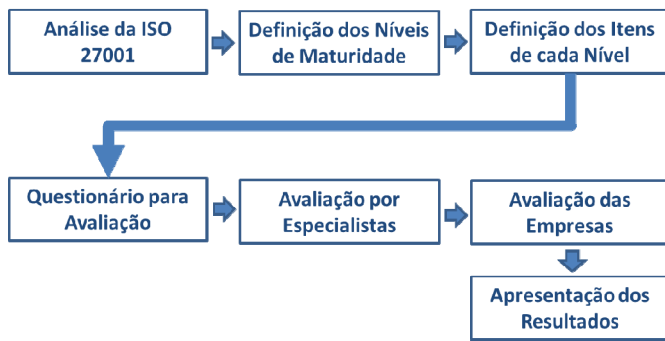 Análise da ISO
27001
Definição dos Níveis
de Maturidade
Definição dos Itens
de cada Nível
Questionário para
Avaliação
Avaliação por
Especialistas
Avaliação das
Empresas
Apresentação dos
Resultados